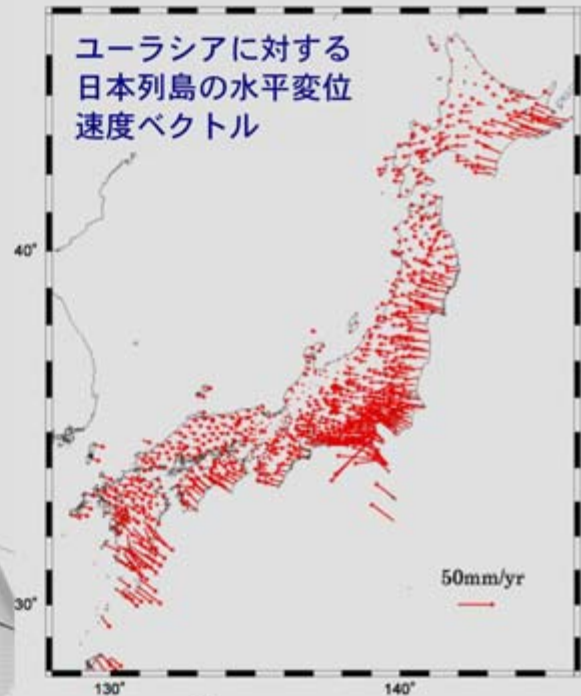 ユーラシアに対する
日本列島の水平変位
速度ベクトル
40°
50mm/yr
30°
130°
140°